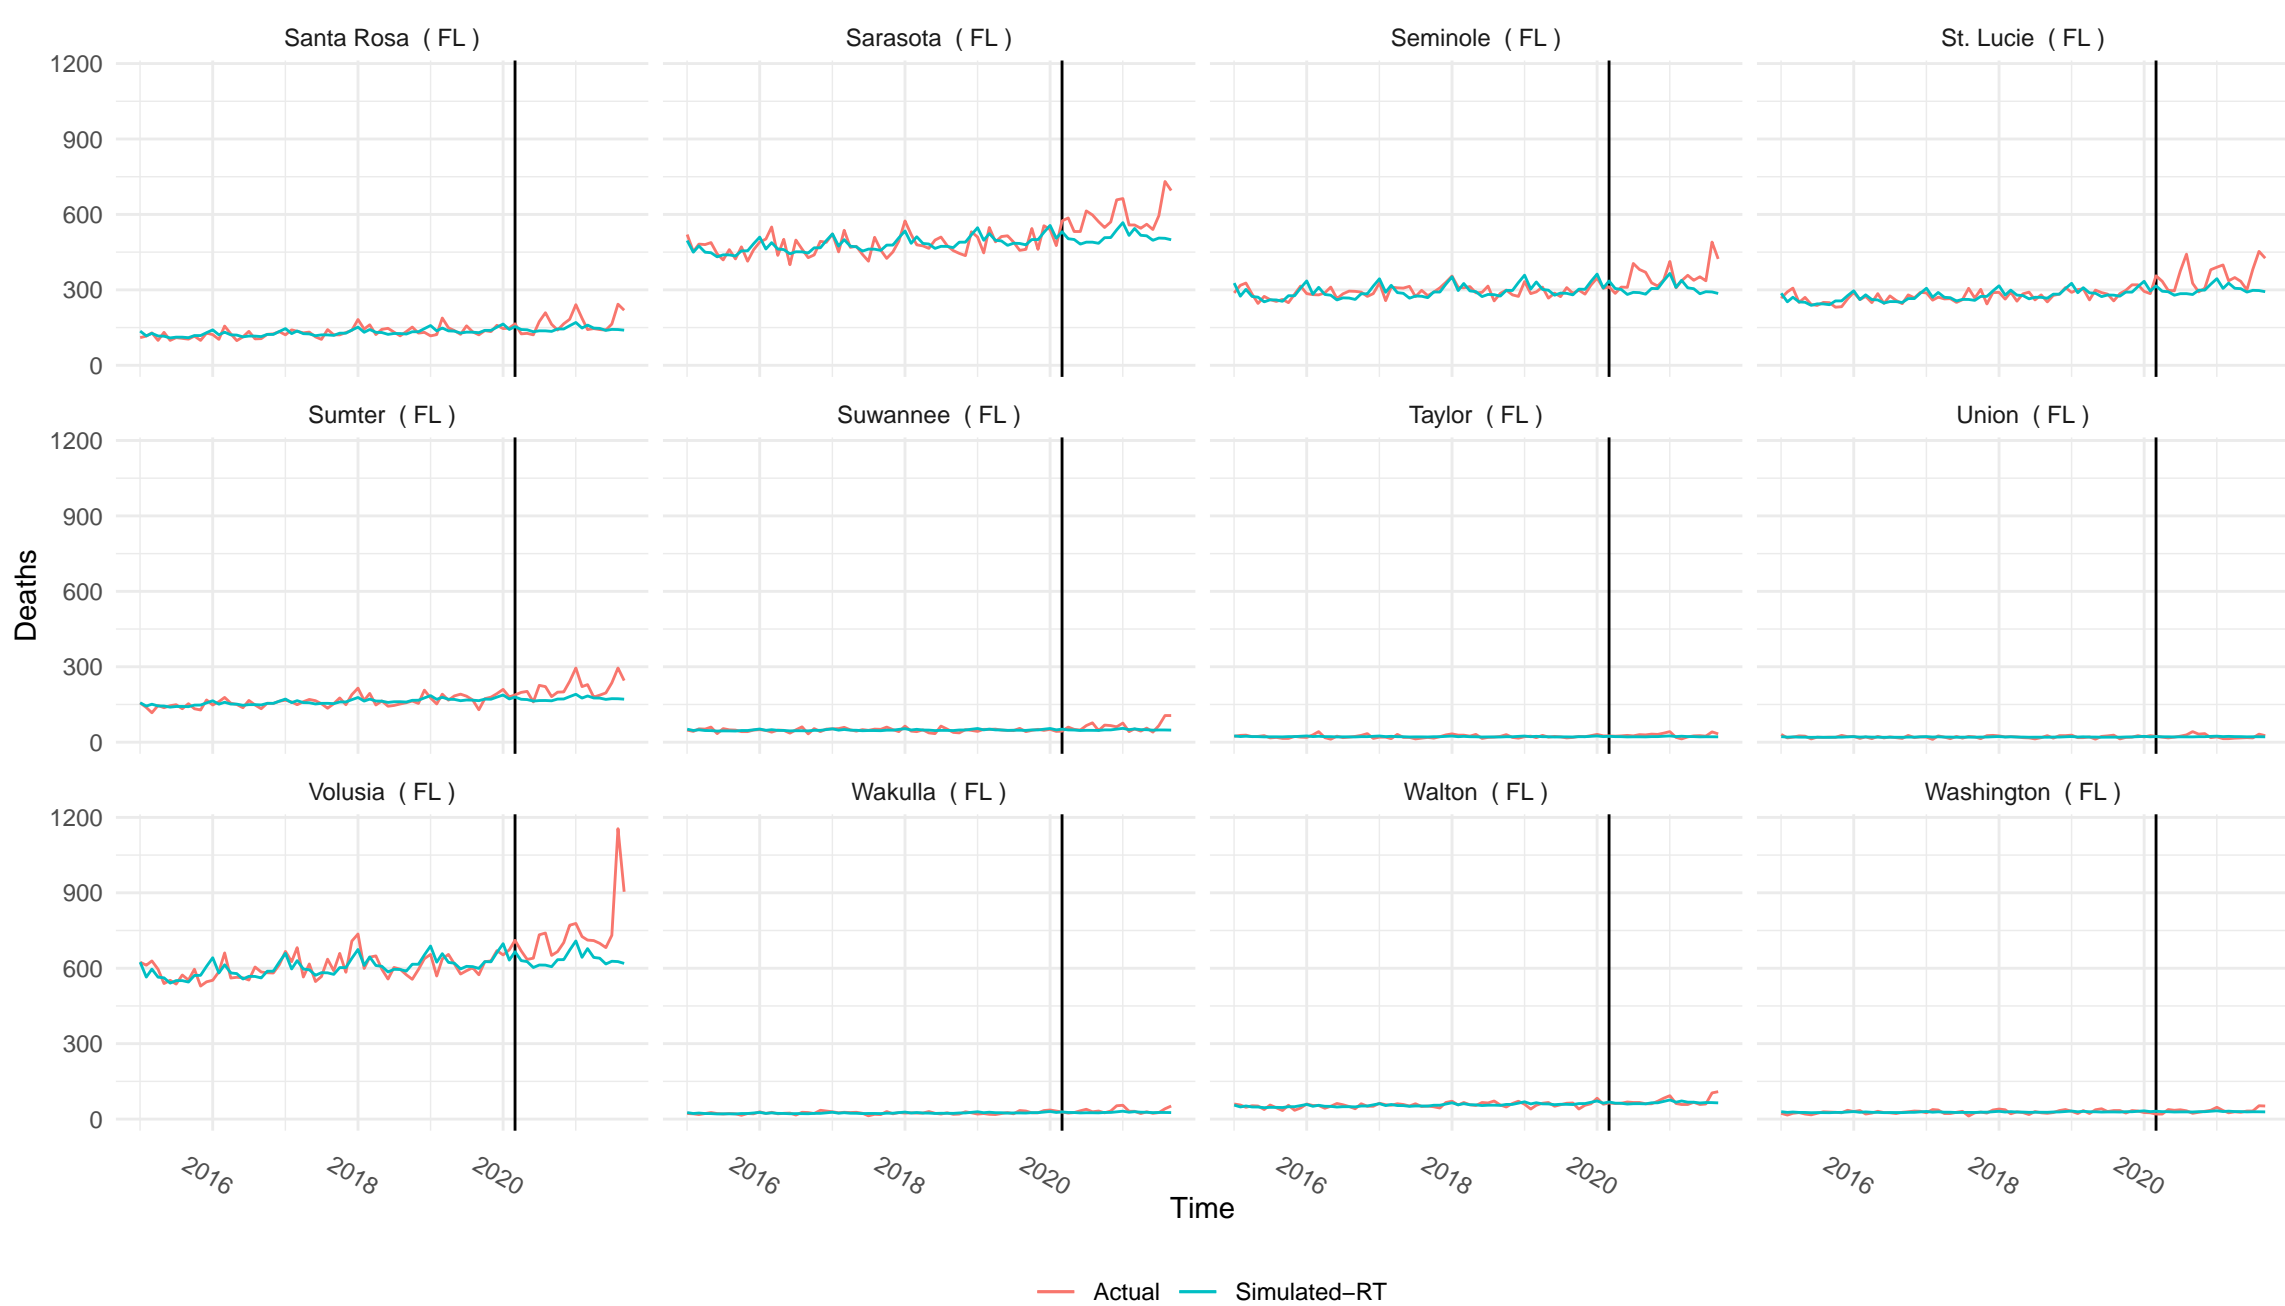 Santa Rosa ( FL )
Sarasota ( FL )
Seminole ( FL )
St. Lucie ( FL )
1200
900
600
300
0
Sumter ( FL )
Suwannee ( FL )
Taylor ( FL )
Union ( FL )
1200
900
600
300
0
Deaths
Volusia ( FL )
Wakulla ( FL )
Walton ( FL )
Washington ( FL )
1200
900
600
300
0
2016 2018 2020
2016 2018 2020
2016 2018 2020
2016 2018 2020
Time
Actual
Simulated−RT